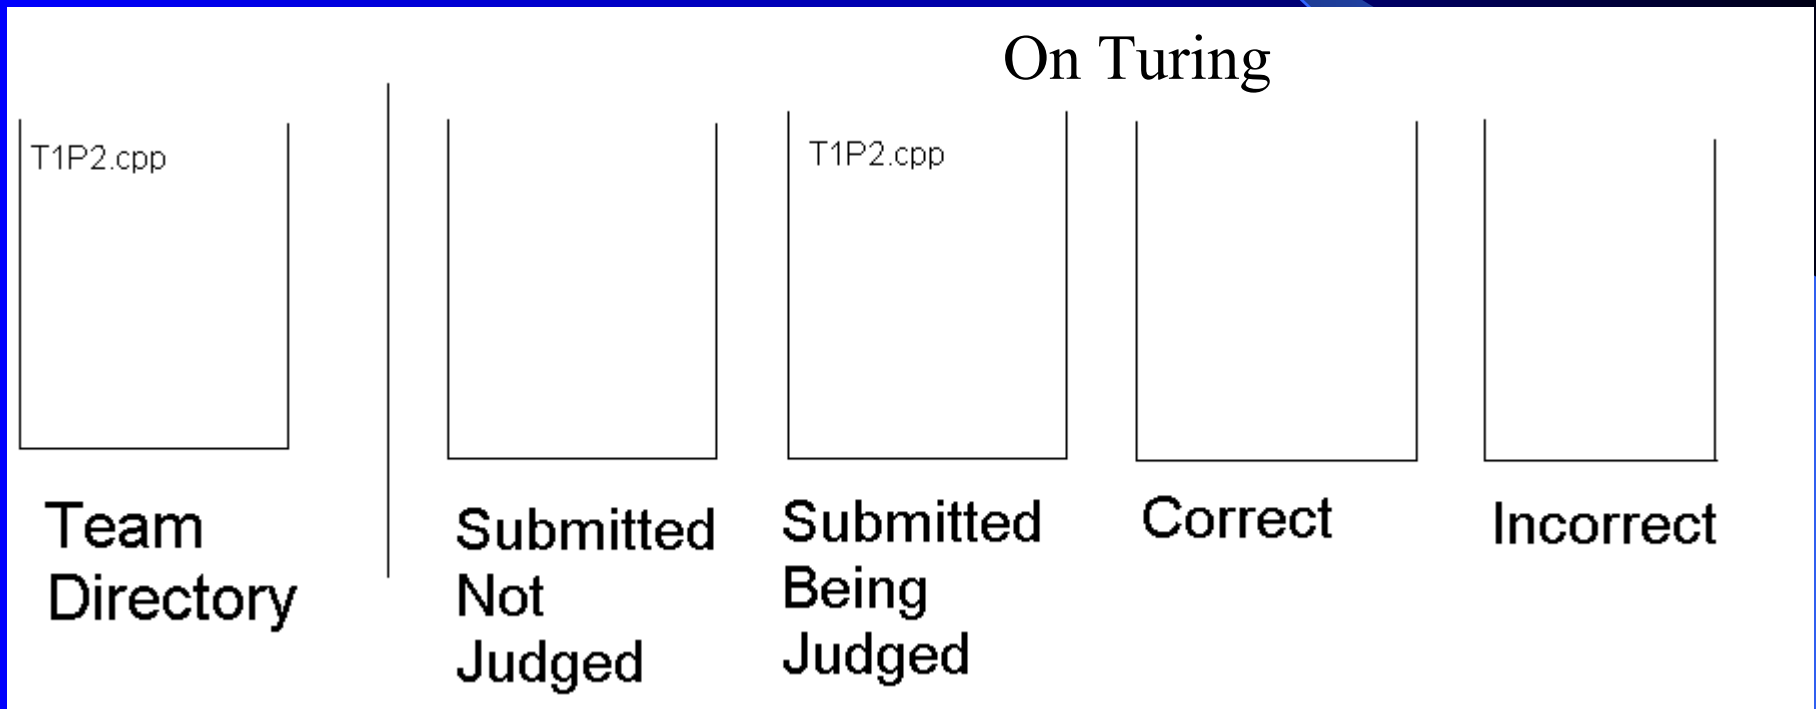 On Turing
T1P2.cpp
T1P2.cpp
Team
Directory
Submitted
Not
Judged
Submitted
Being
Judged
Correct
Incorrect